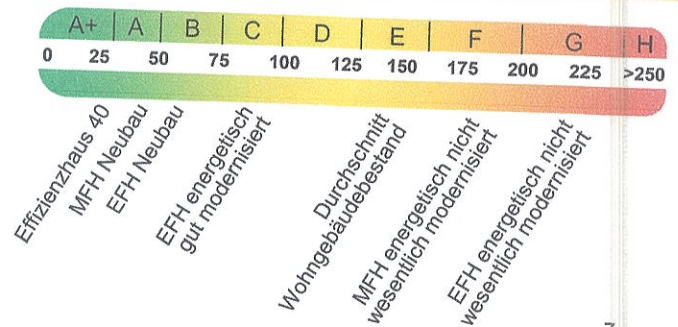 A+ A B C D E F G H
0 25 50 75 100 125 150 175 200 225 >250
Effizienzhaus 40
MFH Neubau
EFH Neubau
EFH energetisch
gut modernisiert
Durchschnitt
Wohngebäudebestand
MFH energetisch nicht
wesentlich modernisiert
EFH energetisch nicht
wesentlich modernisiert